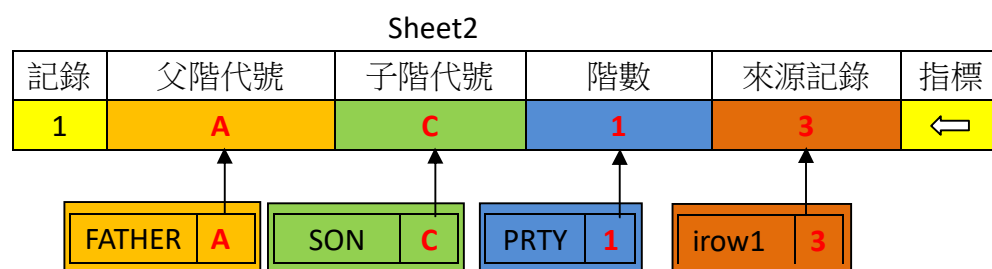 Sheet2
記錄 父階代號 子階代號 階數 來源記錄 指標
1 A C 1 3 ⇦
FATHER A SON C PRTY 1 irow1 3